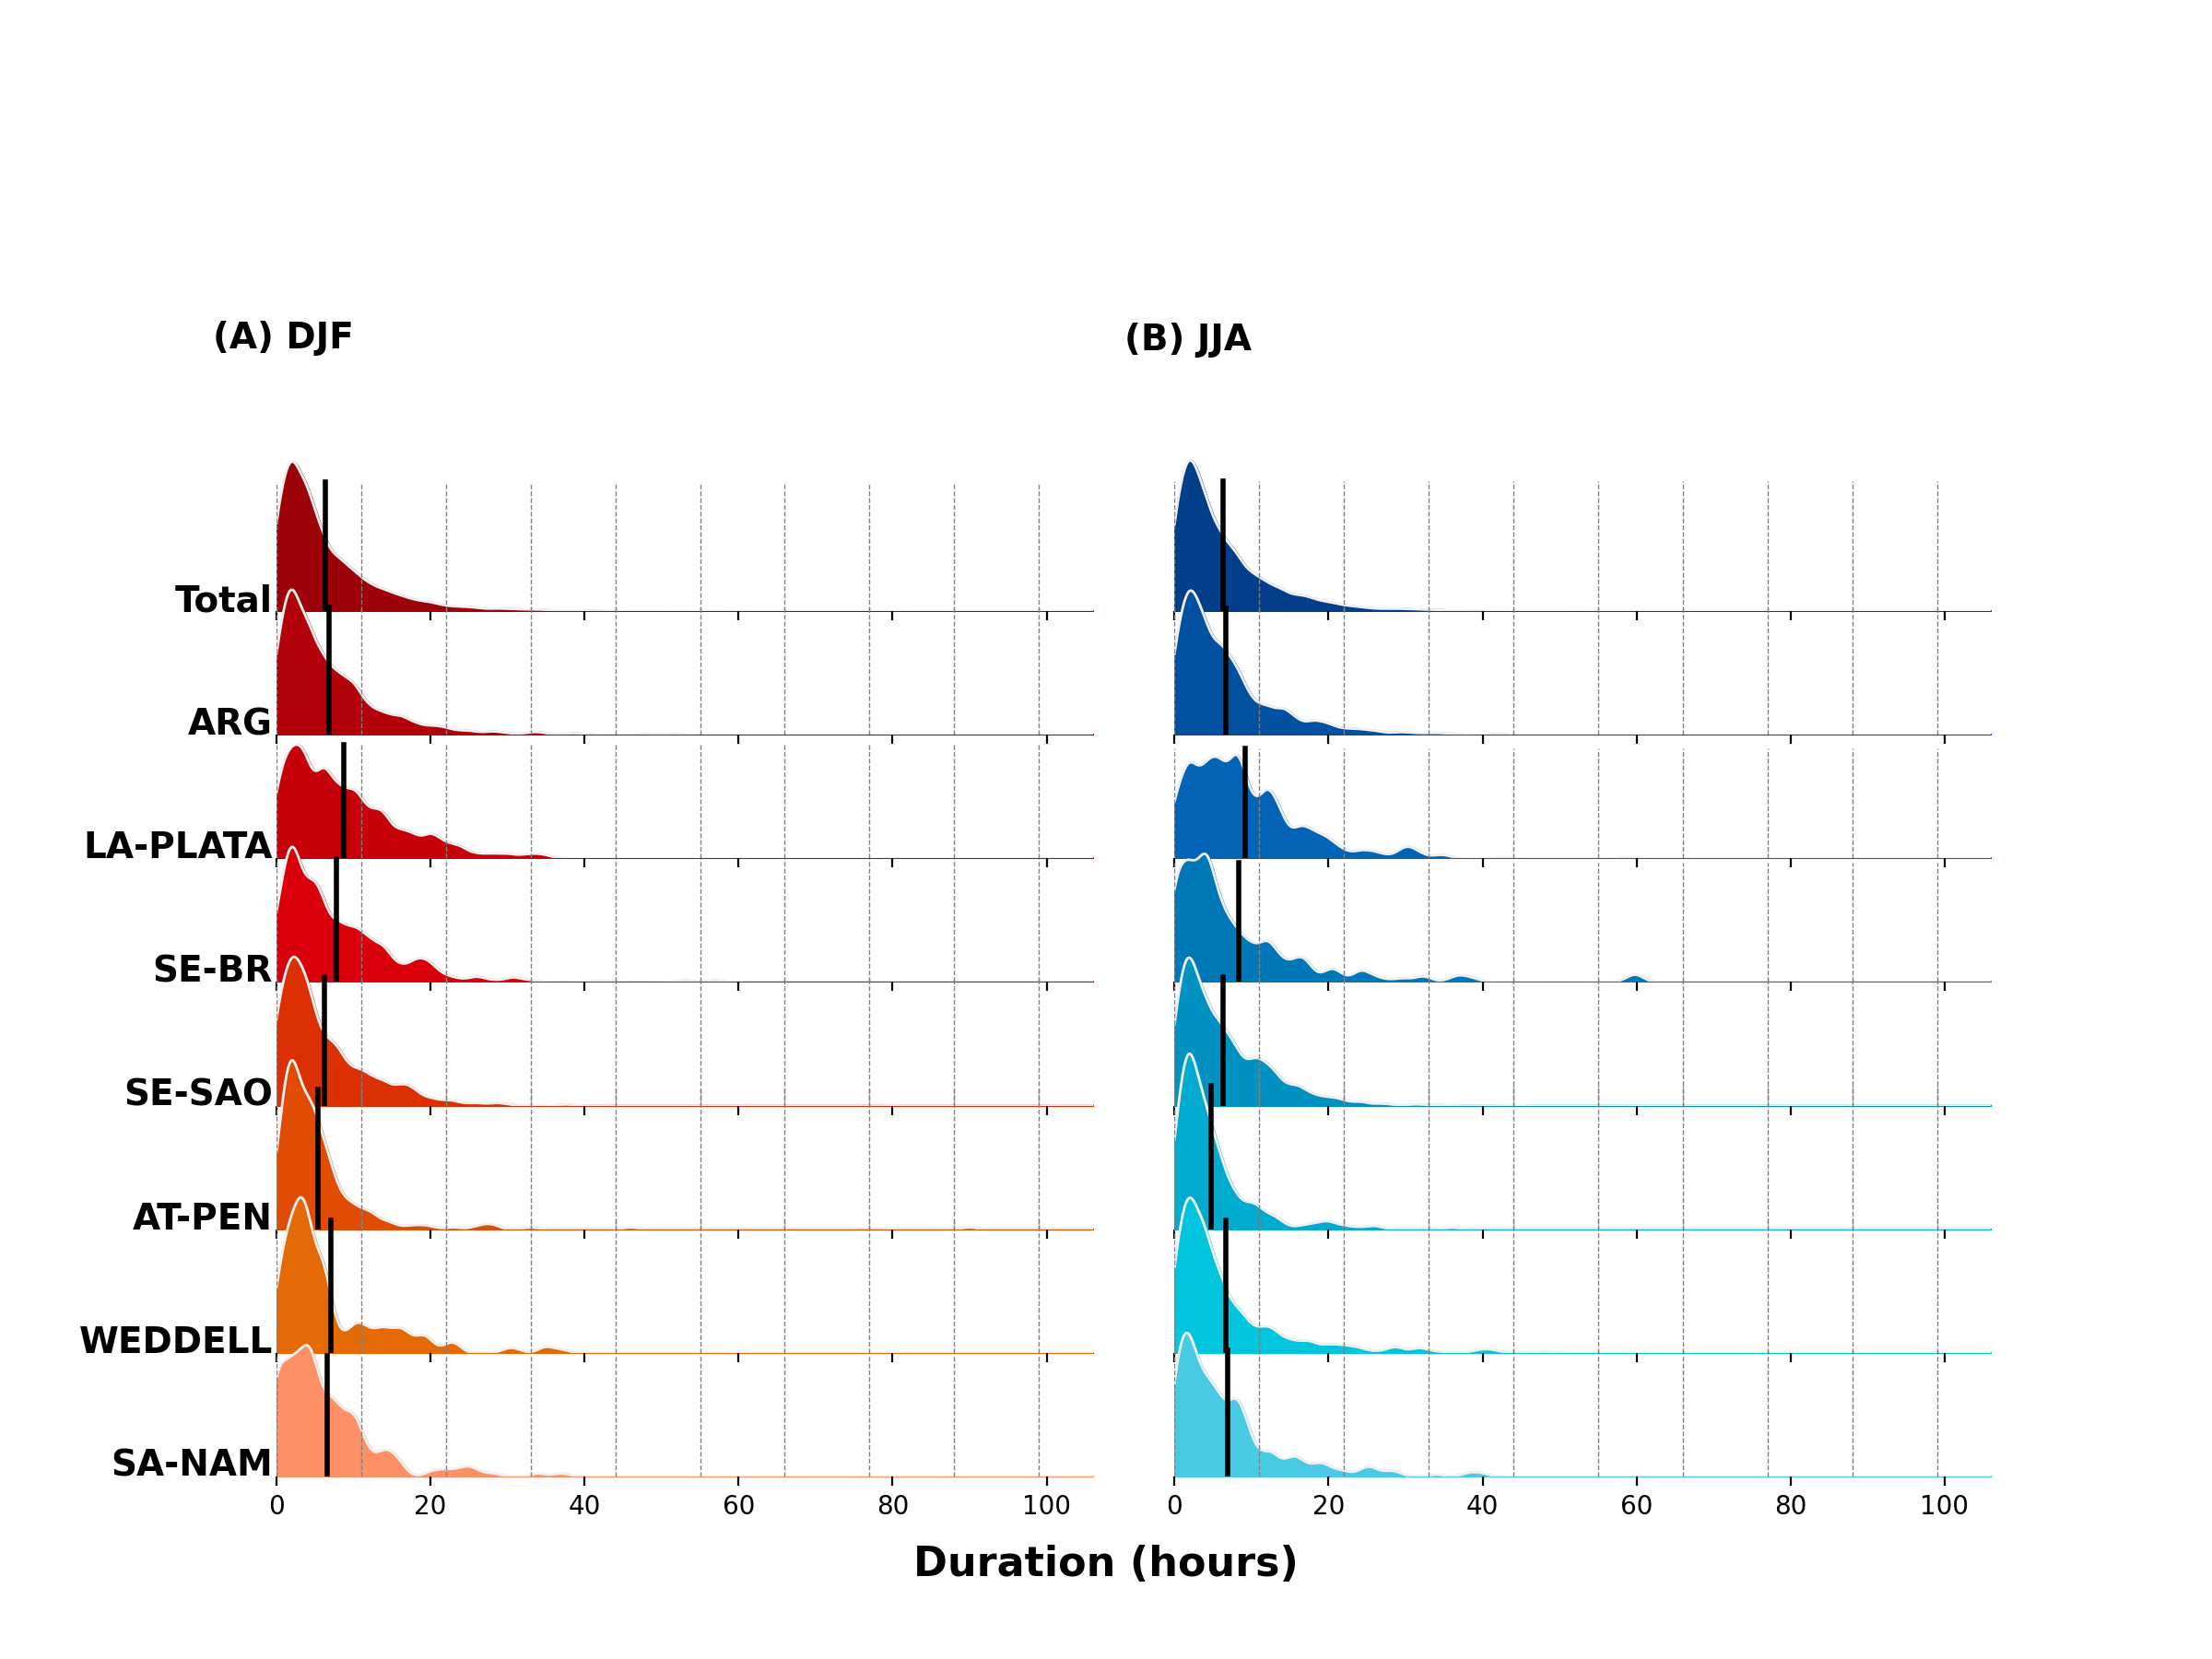 (A) DJF
(B) JJA
Total
ARG
LA-PLATA
SE-BR
SE-SAO
AT-PEN
WEDDELL
SA-NAM
0 20 40 60 80 100
0 20 40 60 80 100
Duration (hours)